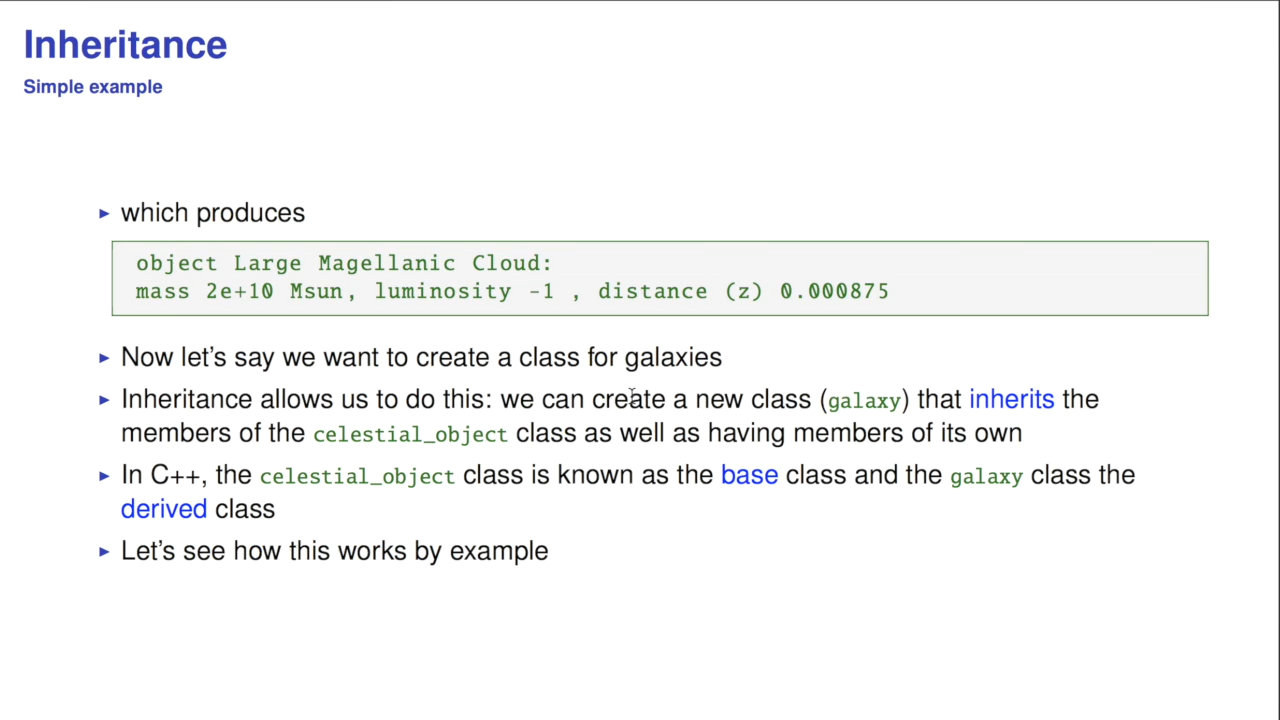 Inheritance
Simple example
which produces
object Large Magellanic Cloud:
mass 2e+10 Msun, luminosity -1 , distance (z) 0.000875
Now let's say we want to create a class for galaxies
Inheritance allows us to do this: we can create a new class (galaxy) that inherits the
members of the celestial_object class as well as having members of its own
In C++, the celestial_object class is known as the base class and the galaxy class the
derived class
Let's see how this works by example